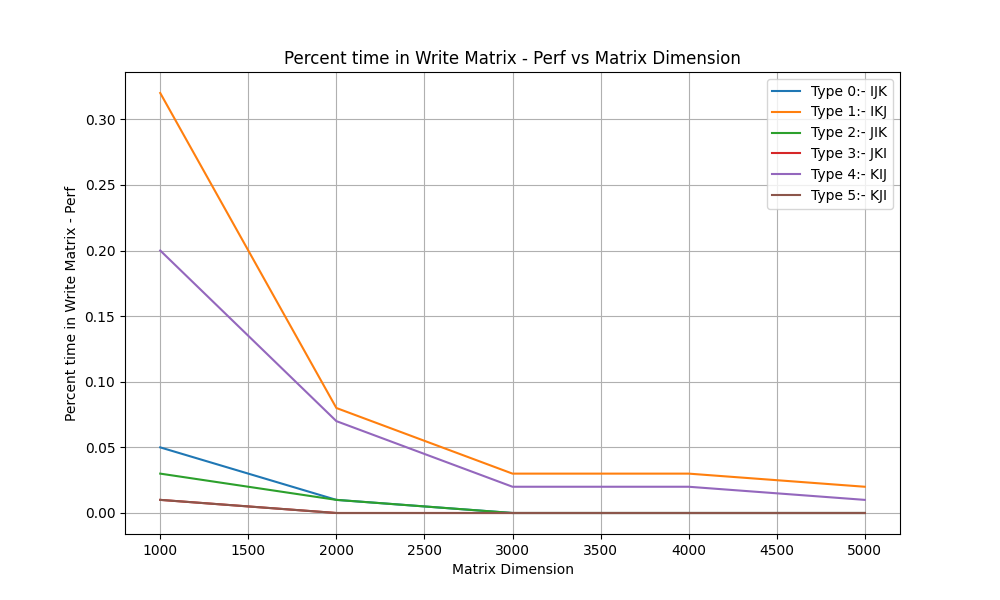 Percent time in Write Matrix - Perf vs Matrix Dimension
Type 0:- IJK
Type 1:- IKJ
Type 2:- JIK
Type 3:- JKI
Type 4:- KIJ
Type 5:- KJI
Percent time in Write Matrix - Perf
0.30
0.25
0.20
0.15
0.10
0.05
0.00
1000 1500 2000 2500 3000 3500 4000 4500 5000
Matrix Dimension